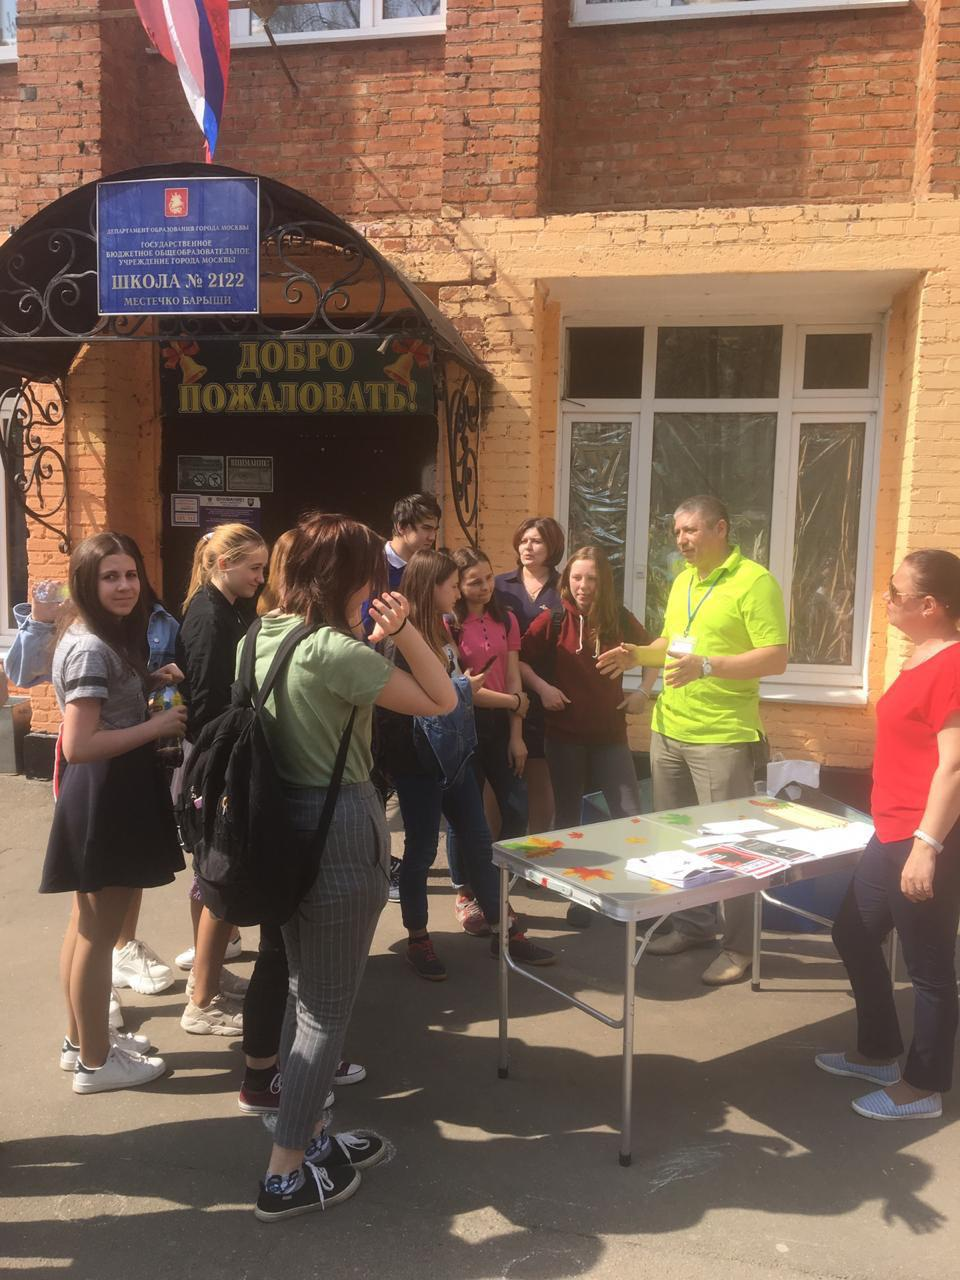 ДЕПАРТАМЕНТ ОБРАЗОВАНИЯ ГОРОДА МОСКВЫ
ГОСУДАРСТВЕННОЕ
БЮДЖЕТНОЕ ОБЩЕОБРАЗОВАТЕЛЬНОЕ
УЧРЕЖДЕНИЕ ГОРОДА МОСКВЫ
ШКОЛА № 2122
МЕСТЕЧКО БАРЫШИ
ДОБРО
ПОЖАЛОВАТЬ!
ВНИМАНИЕ!